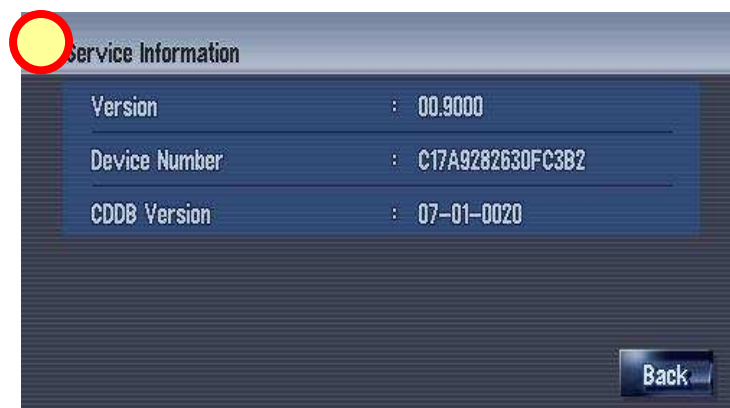 Service Information
Version : 00.9000
Device Number : C17A9282630FC3B2
CDDB Version : 07-01-0020
Back